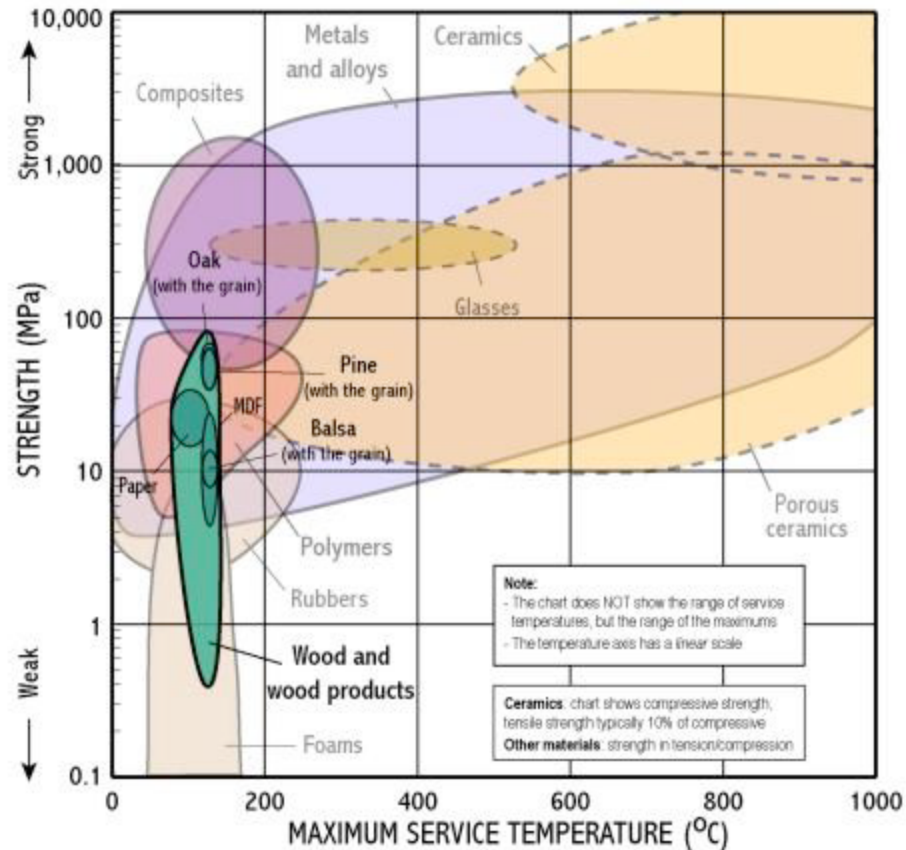 10,000
1,000
100
10
1
0.1
Strong
STRENGTH (MPa)
Weak
Metals
and alloys
Ceramics
Composites
Oak
(with the grain)
Glasses
Pine
(with the grain)
MDF
Balsa
(with the grain)
Paper
Porous
ceramics
Polymers
Rubbers
Wood and
wood products
Foams
Note:
- The chart does NOT show the range of service
temperatures, but the range of the maximums
- The temperature axis has a linear scale
Ceramics: chart shows compressive strength,
tensile strength typically 10% of compressive
Other materials: strength in tension/compression
0 200 400 600 800 1000
MAXIMUM SERVICE TEMPERATURE (°C)